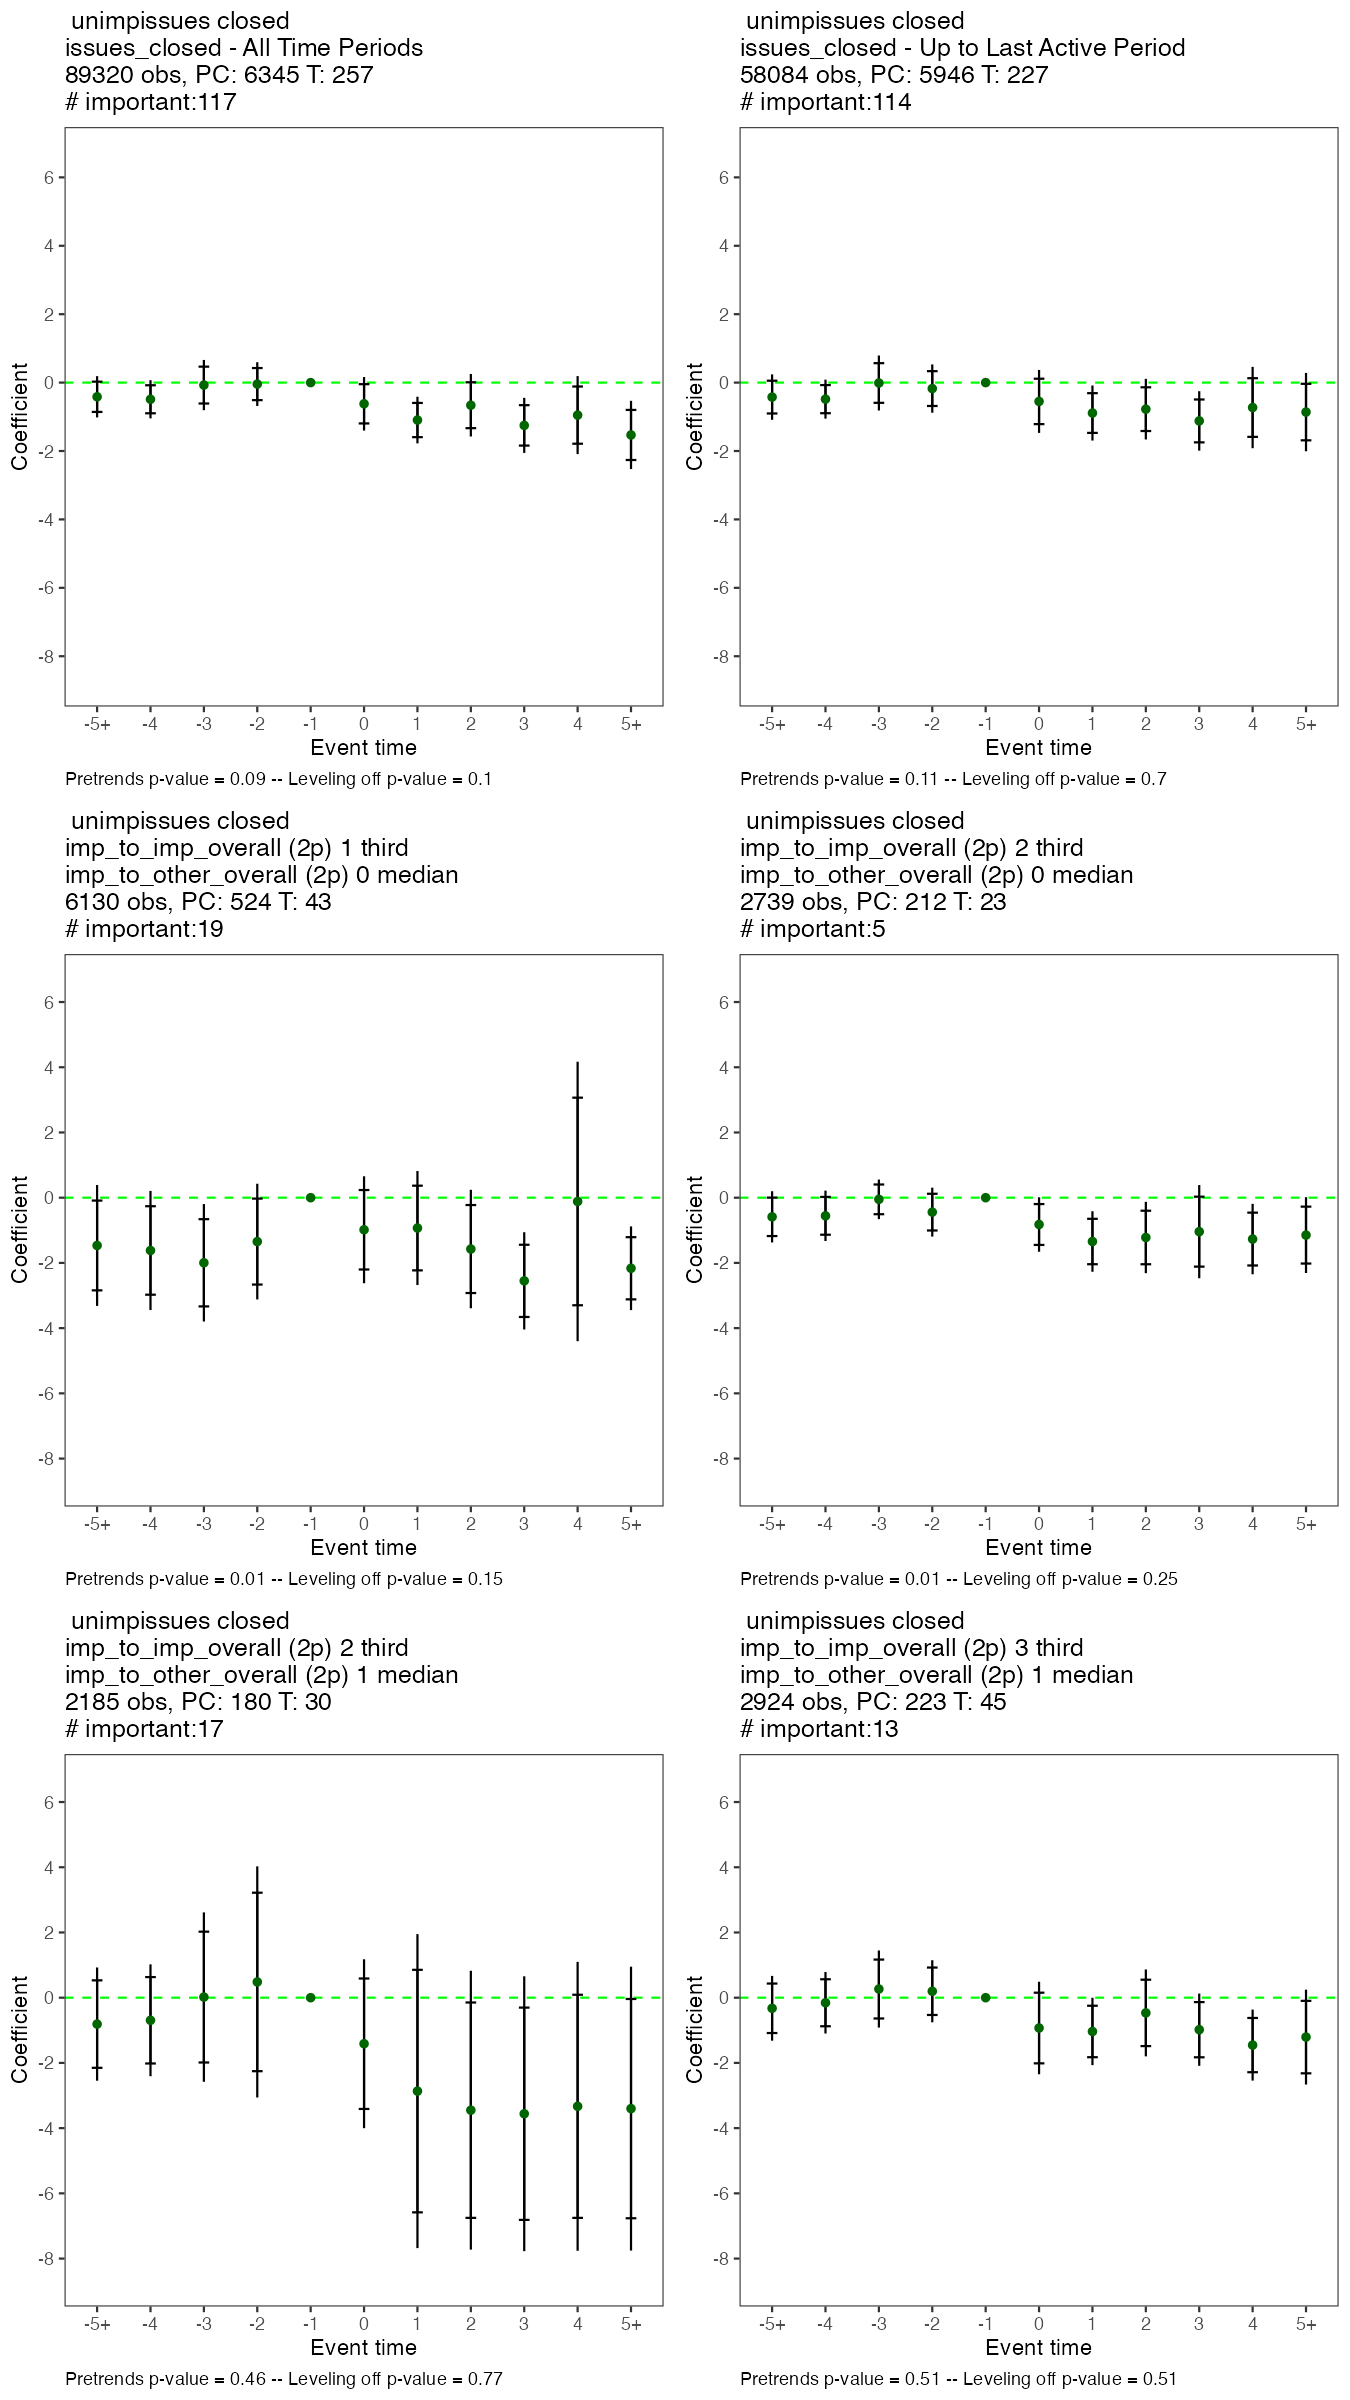 unimpissues closed
issues_closed - All Time Periods
89320 obs, PC: 6345 T: 257
# important:117
6
4
2
0
-2
-4
-6
-8
Coefficient
-5+ -4 -3 -2 -1 0 1 2 3 4 5+
Event time
Pretrends p-value = 0.09 -- Leveling off p-value = 0.1
unimpissues closed
issues_closed - Up to Last Active Period
58084 obs, PC: 5946 T: 227
# important:114
6
4
2
0
-2
-4
-6
-8
Coefficient
-5+ -4 -3 -2 -1 0 1 2 3 4 5+
Event time
Pretrends p-value = 0.11 -- Leveling off p-value = 0.7
unimpissues closed
imp_to_imp_overall (2p) 1 third
imp_to_other_overall (2p) 0 median
6130 obs, PC: 524 T: 43
# important:19
6
4
2
0
-2
-4
-6
-8
Coefficient
-5+ -4 -3 -2 -1 0 1 2 3 4 5+
Event time
Pretrends p-value = 0.01 -- Leveling off p-value = 0.15
unimpissues closed
imp_to_imp_overall (2p) 2 third
imp_to_other_overall (2p) 0 median
2739 obs, PC: 212 T: 23
# important:5
6
4
2
0
-2
-4
-6
-8
Coefficient
-5+ -4 -3 -2 -1 0 1 2 3 4 5+
Event time
Pretrends p-value = 0.01 -- Leveling off p-value = 0.25
unimpissues closed
imp_to_imp_overall (2p) 2 third
imp_to_other_overall (2p) 1 median
2185 obs, PC: 180 T: 30
# important:17
6
4
2
0
-2
-4
-6
-8
Coefficient
-5+ -4 -3 -2 -1 0 1 2 3 4 5+
Event time
Pretrends p-value = 0.46 -- Leveling off p-value = 0.77
unimpissues closed
imp_to_imp_overall (2p) 3 third
imp_to_other_overall (2p) 1 median
2924 obs, PC: 223 T: 45
# important:13
6
4
2
0
-2
-4
-6
-8
Coefficient
-5+ -4 -3 -2 -1 0 1 2 3 4 5+
Event time
Pretrends p-value = 0.51 -- Leveling off p-value = 0.51